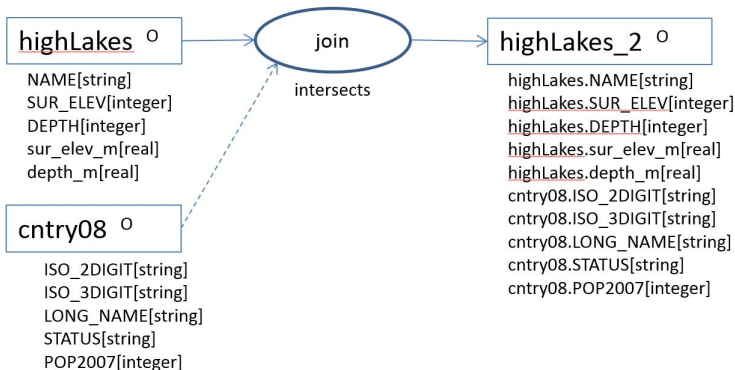 highLakes O
NAME[string]
SUR_ELEV[integer]
DEPTH[integer]
sur_elev_m[real]
depth_m[real]
cntry08 O
ISO_2DIGIT[string]
ISO_3DIGIT[string]
LONG_NAME[string]
STATUS[string]
POP2007[integer]
join
intersects
highLakes_2 O
highLakes.NAME[string]
highLakes.SUR_ELEV[integer]
highLakes.DEPTH[integer]
highLakes.sur_elev_m[real]
highLakes.depth_m[real]
cntry08.ISO_2DIGIT[string]
cntry08.ISO_3DIGIT[string]
cntry08.LONG_NAME[string]
cntry08.STATUS[string]
cntry08.POP2007[integer]